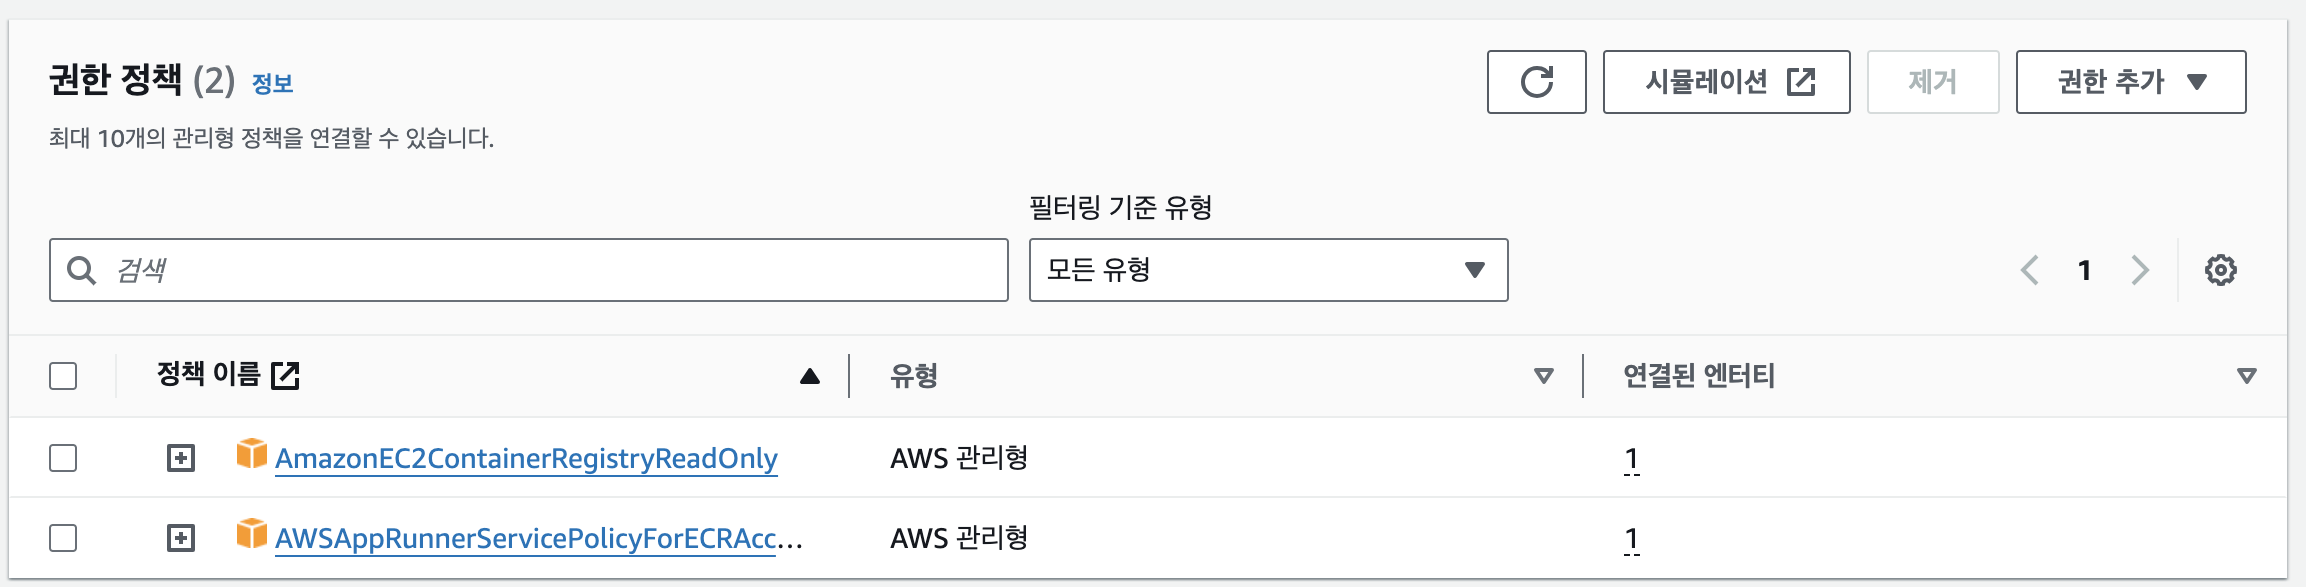 권한 정책 (2) 정보
시뮬레이션
제거
권한 추가
최대 10개의 관리형 정책을 연결할 수 있습니다.
필터링 기준 유형
검색
모든 유형
1
정책 이름
유형
연결된 엔터티
AmazonEC2ContainerRegistryReadOnly
AWS 관리형
1
AWSAppRunnerServicePolicyForECRAcc...
AWS 관리형
1